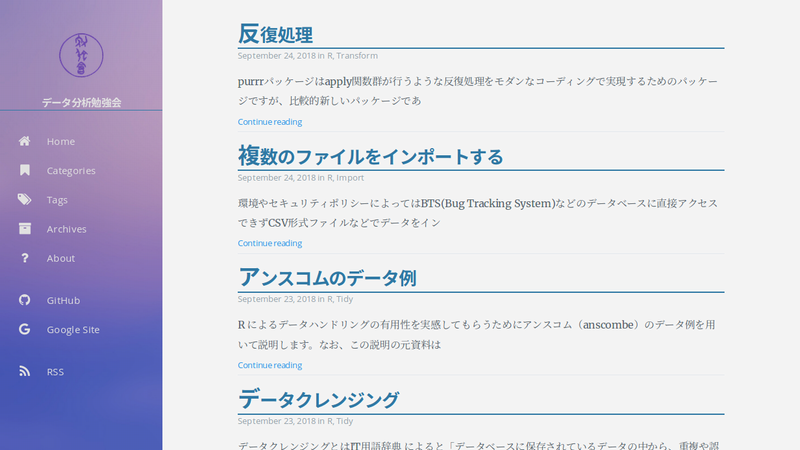 データ分析勉強会
Home
Categories
Tags
Archives
About
GitHub
Google Site
RSS
反復処理
September 24, 2018 in R, Transform
purrrパッケージはapply関数群が行うような反復処理をモダンなコーディングで実現するためのパッケー
ジですが、比較的新しいパッケージであ
Continue reading
複数のファイルをインポートする
September 24, 2018 in R, Import
環境やセキュリティポリシーによってはBTS(Bug Tracking System)などのデータベースに直接アクセス
できずCSV形式ファイルなどでデータをイン
Continue reading
アンスコムのデータ例
September 23, 2018 in R, Tidy
R によるデータハンドリングの有用性を実感してもらうためにアンスコム（anscombe）のデータ例を用
いて説明します。なお、この説明の元資料は
Continue reading
データクレンジング
September 23, 2018 in R, Tidy
データクレンジングとはIT用語辞典 によると「データベースに保存されているデータの中から、重複や誤